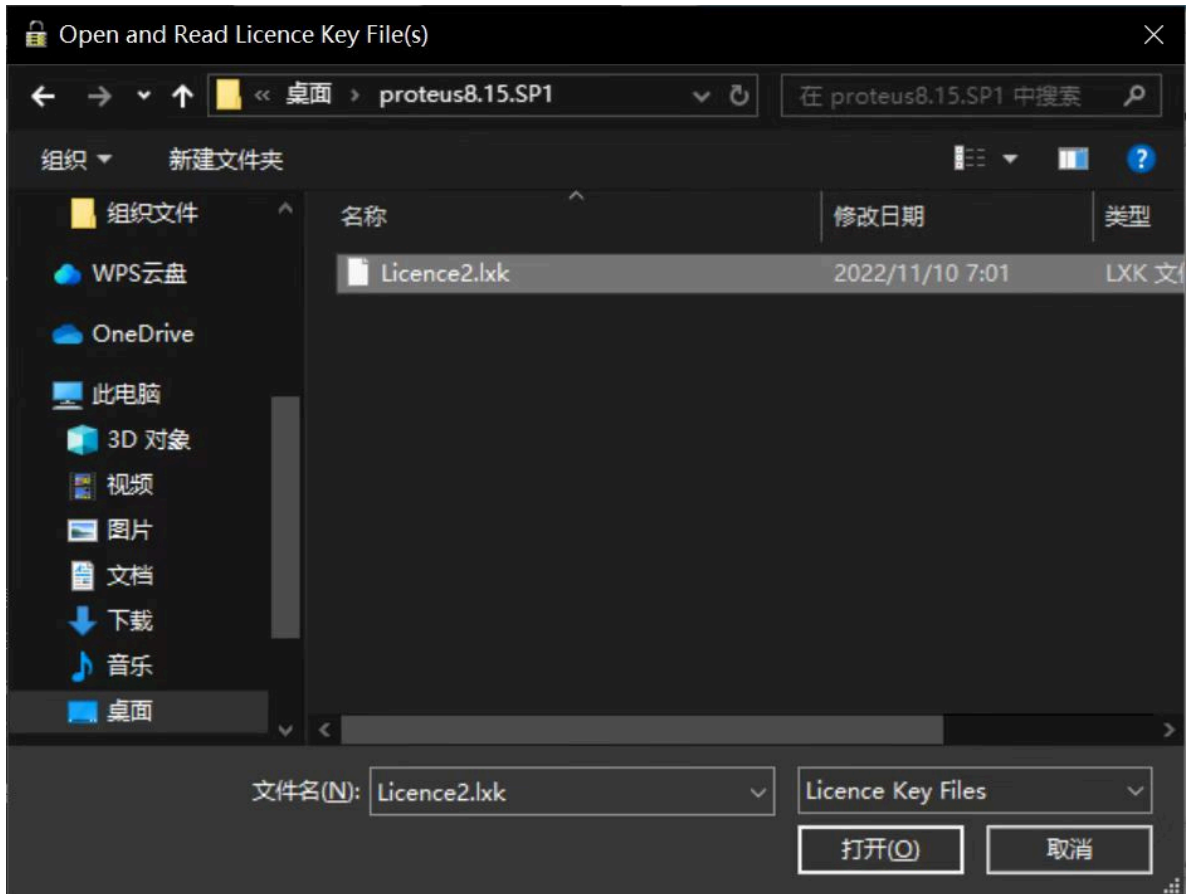 Open and Read Licence Key File(s)
« 桌面 › proteus8.15.SP1
在 proteus8.15.SP1 中搜索
组织 新建文件夹
组织文件
WPS云盘
OneDrive
此电脑
3D 对象
视频
图片
文档
下载
音乐
桌面
名称 修改日期 类型
Licence2.lxk 2022/11/10 7:01 LXK 文
文件名(N): Licence2.lxk Licence Key Files
打开(O) 取消